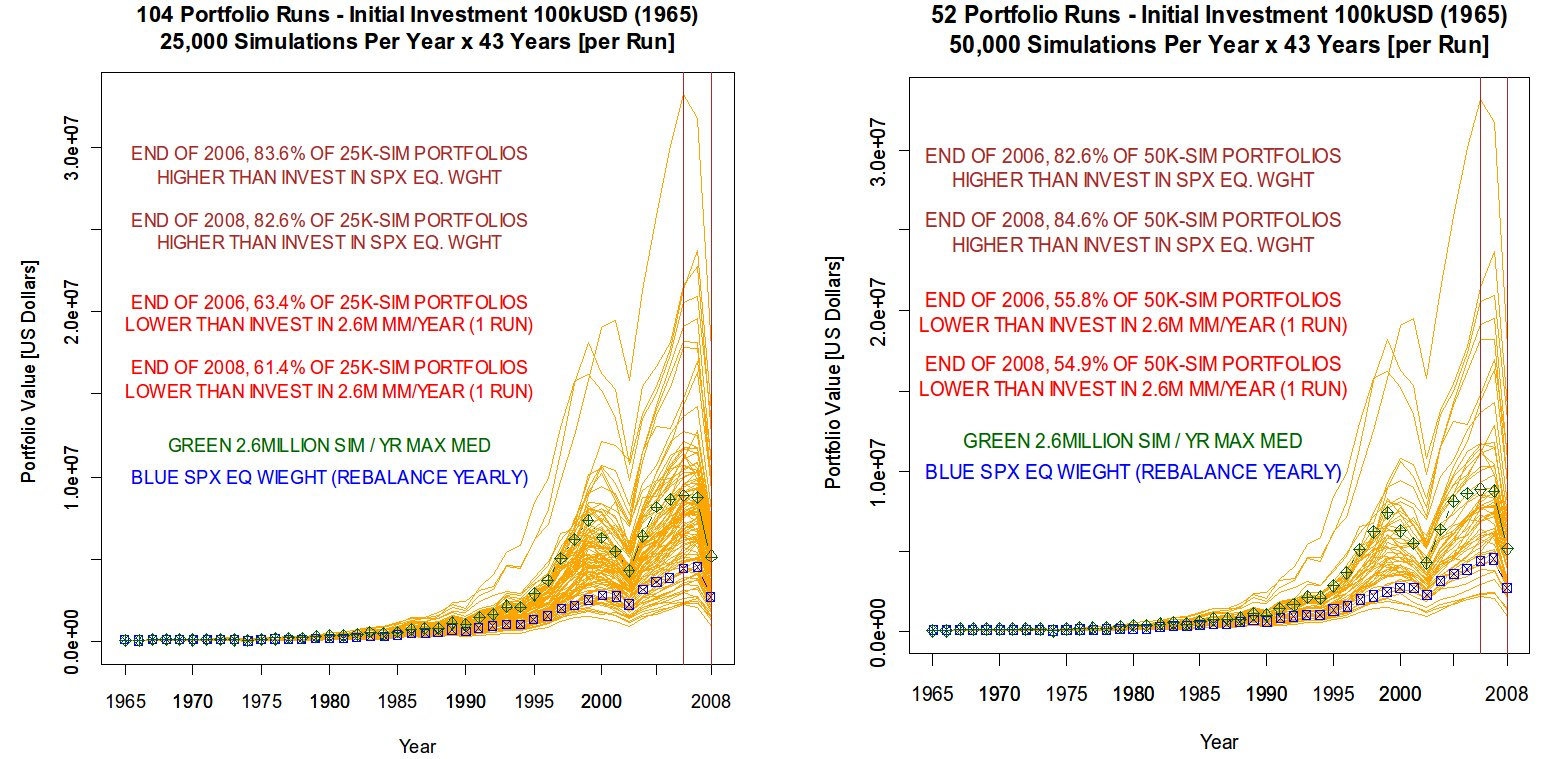 104 Portfolio Runs - Initial Investment 100kUSD (1965)
25,000 Simulations Per Year x 43 Years [per Run]
Portfolio Value [US Dollars]
3.0e+07
2.0e+07
1.0e+07
0.0e+00
END OF 2006, 83.6% OF 25K-SIM PORTFOLIOS
HIGHER THAN INVEST IN SPX EQ. WGHT
END OF 2008, 82.6% OF 25K-SIM PORTFOLIOS
HIGHER THAN INVEST IN SPX EQ. WGHT
END OF 2006, 63.4% OF 25K-SIM PORTFOLIOS
LOWER THAN INVEST IN 2.6M MM/YEAR (1 RUN)
END OF 2008, 61.4% OF 25K-SIM PORTFOLIOS
LOWER THAN INVEST IN 2.6M MM/YEAR (1 RUN)
GREEN 2.6MILLION SIM / YR MAX MED
BLUE SPX EQ WIEGHT (REBALANCE YEARLY)
1965 1970 1975 1980 1985 1990 1995 2000 2008
Year
52 Portfolio Runs - Initial Investment 100kUSD (1965)
50,000 Simulations Per Year x 43 Years [per Run]
Portfolio Value [US Dollars]
3.0e+07
2.0e+07
1.0e+07
0.0e+00
END OF 2006, 82.6% OF 50K-SIM PORTFOLIOS
HIGHER THAN INVEST IN SPX EQ. WGHT
END OF 2008, 84.6% OF 50K-SIM PORTFOLIOS
HIGHER THAN INVEST IN SPX EQ. WGHT
END OF 2006, 55.8% OF 50K-SIM PORTFOLIOS
LOWER THAN INVEST IN 2.6M MM/YEAR (1 RUN)
END OF 2008, 54.9% OF 50K-SIM PORTFOLIOS
LOWER THAN INVEST IN 2.6M MM/YEAR (1 RUN)
GREEN 2.6MILLION SIM / YR MAX MED
BLUE SPX EQ WIEGHT (REBALANCE YEARLY)
1965 1970 1975 1980 1985 1990 1995 2000 2008
Year